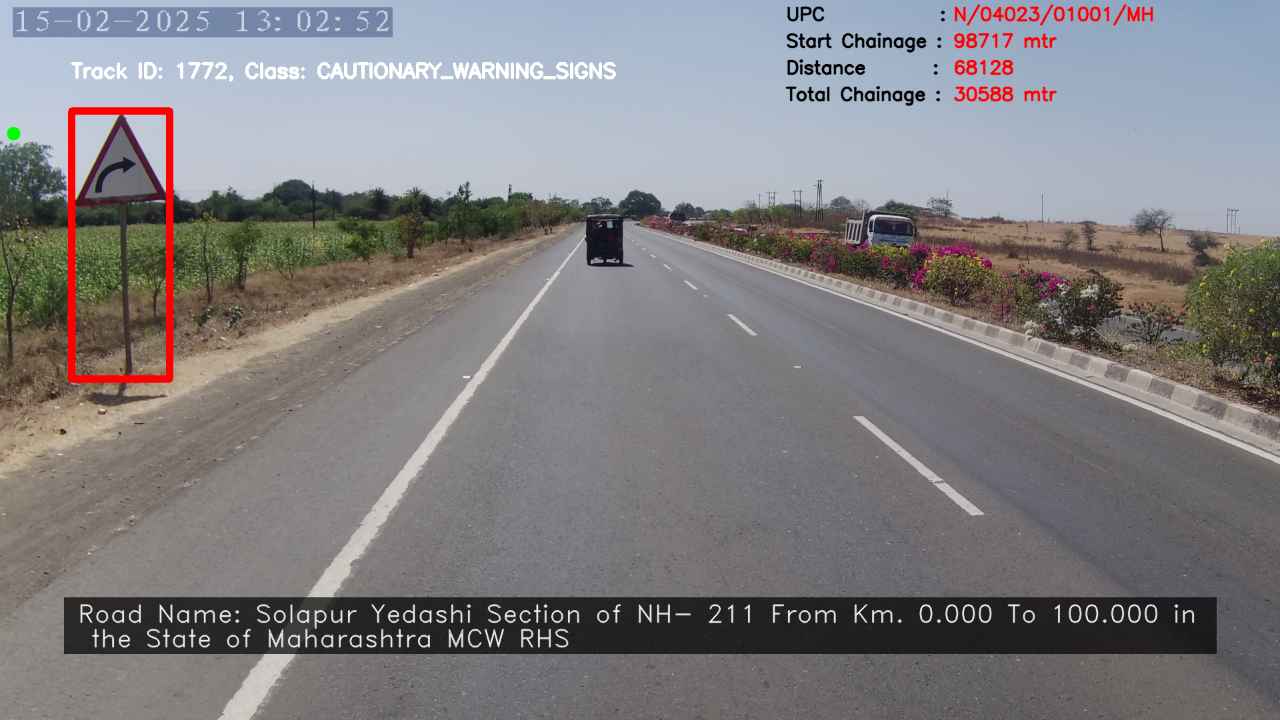 15-02-2025 13:02:52
Track ID: 1772, Class: CAUTIONARY_WARNING_SIGNS
UPC : N/04023/01001/MH
Start Chainage : 98717 mtr
Distance : 68128
Total Chainage : 30588 mtr
Road Name: Solapur Yedashi Section of NH- 211 From Km. 0.000 To 100.000 in
the State of Maharashtra MCW RHS